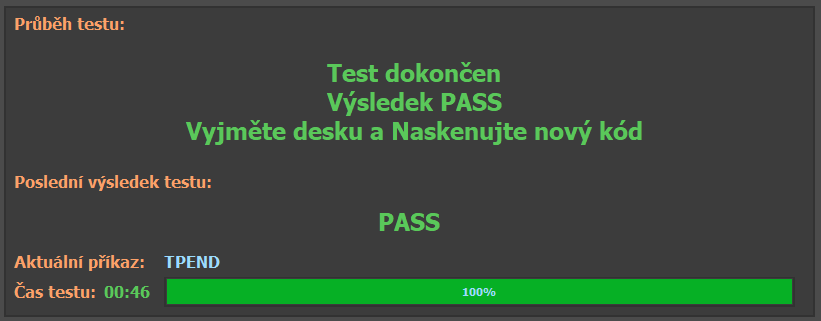 Průběh testu:
Test dokončen
Výsledek PASS
Vyjměte desku a Naskenujte nový kód
Poslední výsledek testu:
PASS
Aktuální příkaz: TPEND
Čas testu: 00:46 100%